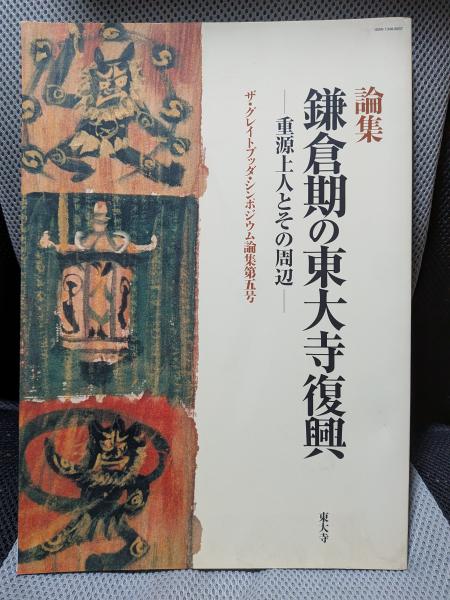 論集
鎌倉期の東大寺復興
―重源上人とその周辺―
ザ・グレイトブッダ・シンポジウム論集第五号
東大寺